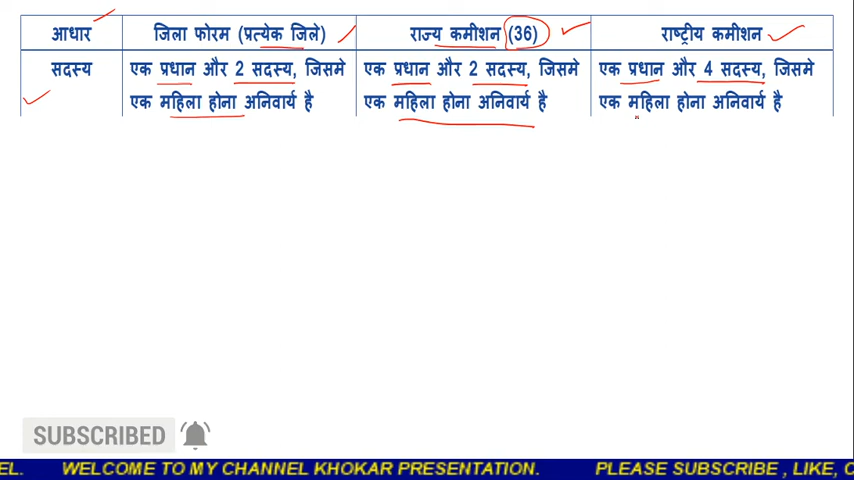 आधार जिला फोरम (प्रत्येक जिले) राज्य कमीशन (36) राष्ट्रीय कमीशन
सदस्य एक प्रधान और 2 सदस्य, जिसमे एक प्रधान और 2 सदस्य, जिसमे एक प्रधान और 4 सदस्य, जिसमे
एक महिला होना अनिवार्य है एक महिला होना अनिवार्य है एक महिला होना अनिवार्य है
SUBSCRIBED
EL. WELCOME TO MY CHANNEL KHOKAR PRESENTATION. PLEASE SUBSCRIBE , LIKE, C